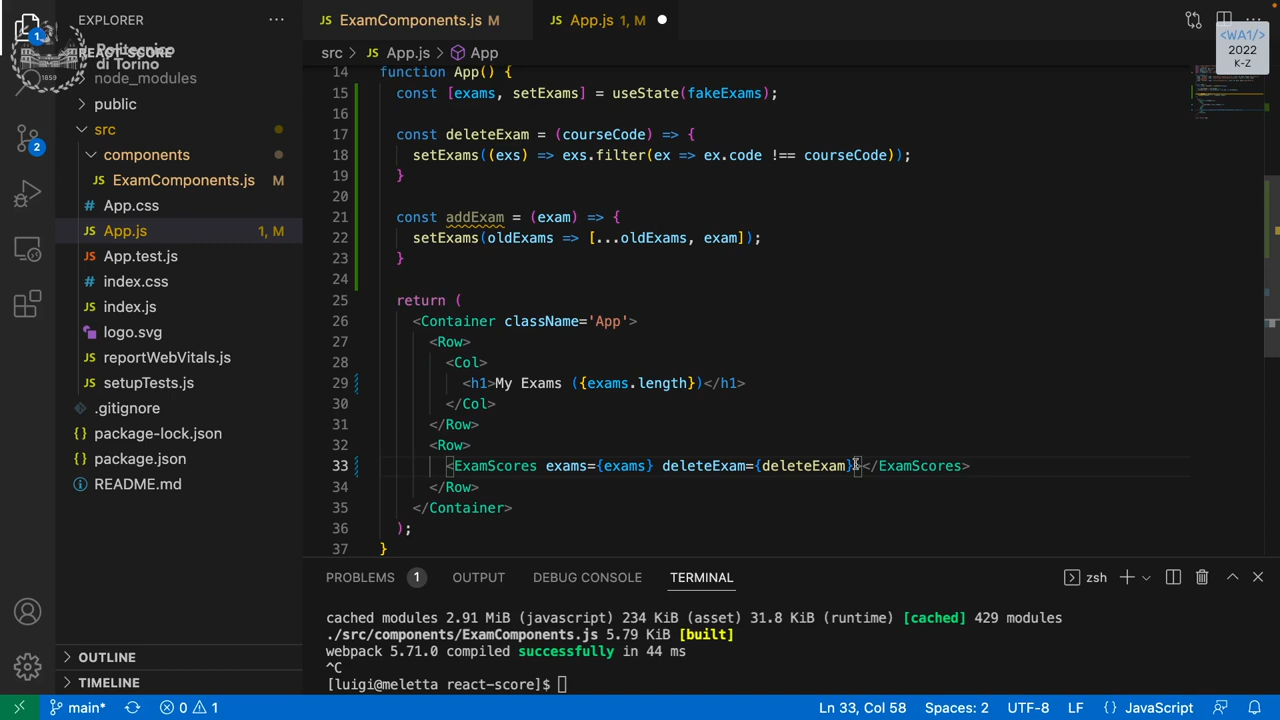 EXPLORER
ExamComponents.js M
App.js 1, M
<WA1/>
2022
K-Z
1
Politecnico
di Torino
1859
REACT-SCORE
node_modules
public
src
components
ExamComponents.js M
App.css
App.js 1, M
App.test.js
index.css
index.js
logo.svg
reportWebVitals.js
setupTests.js
.gitignore
package-lock.json
package.json
README.md
OUTLINE
TIMELINE
2
src > JS App.js > App
14 function App() {
15 const [exams, setExams] = useState(fakeExams);
16
17 const deleteExam = (courseCode) => {
18 setExams((exs) => exs.filter(ex => ex.code !== courseCode));
19 }
20
21 const addExam = (exam) => {
22 setExams(oldExams => [...oldExams, exam]);
23 }
24
25 return (
26 <Container className='App'>
27 <Row>
28 <Col>
29 <h1>My Exams ({exams.length})</h1>
30 </Col>
31 </Row>
32 <Row>
33 <ExamScores exams={exams} deleteExam={deleteExam}></ExamScores>
34 </Row>
35 </Container>
36 );
37 }
PROBLEMS 1 OUTPUT DEBUG CONSOLE TERMINAL zsh
cached modules 2.91 MiB (javascript) 234 KiB (asset) 31.8 KiB (runtime) [cached] 429 modules
./src/components/ExamComponents.js 5.79 KiB [built]
webpack 5.71.0 compiled successfully in 44 ms
^C
[luigi@meletta react-score]$
main* 0 1 Ln 33, Col 58 Spaces: 2 UTF-8 LF {} JavaScript